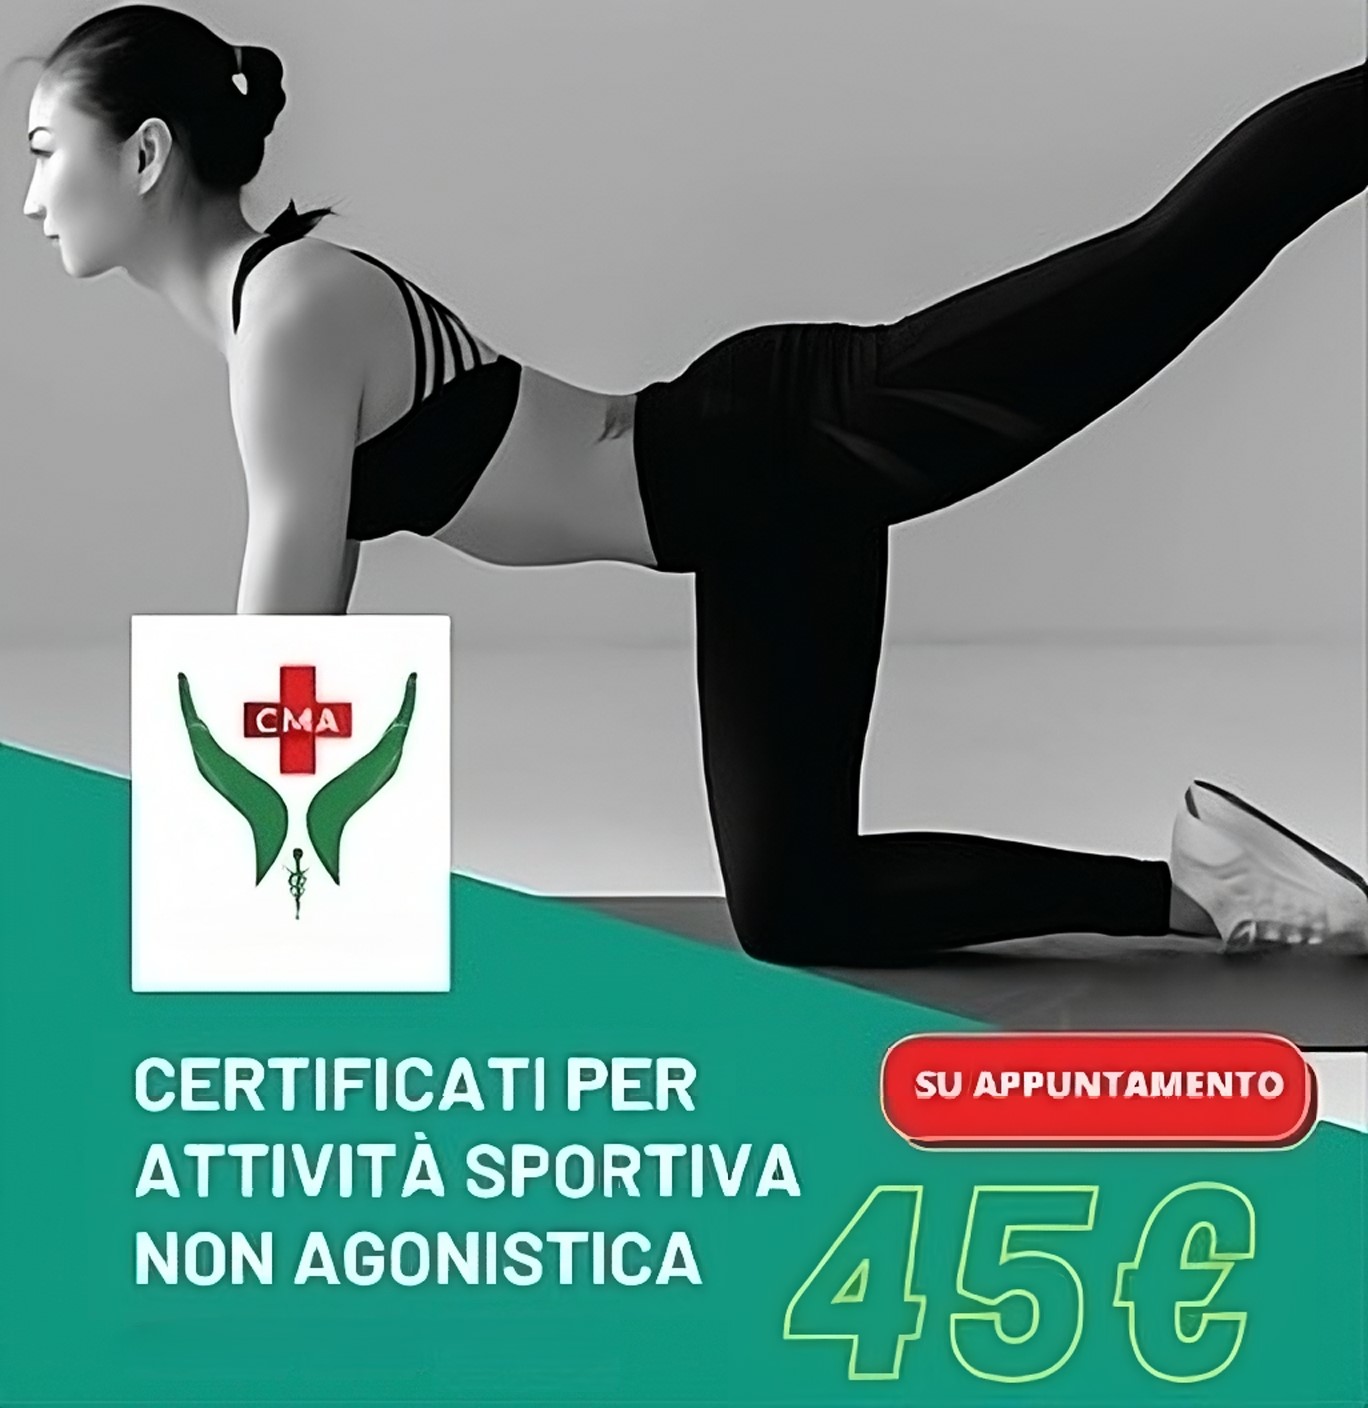 CMA
CERTIFICATI PER
ATTIVITÀ SPORTIVA
NON AGONISTICA
SU APPUNTAMENTO
45€